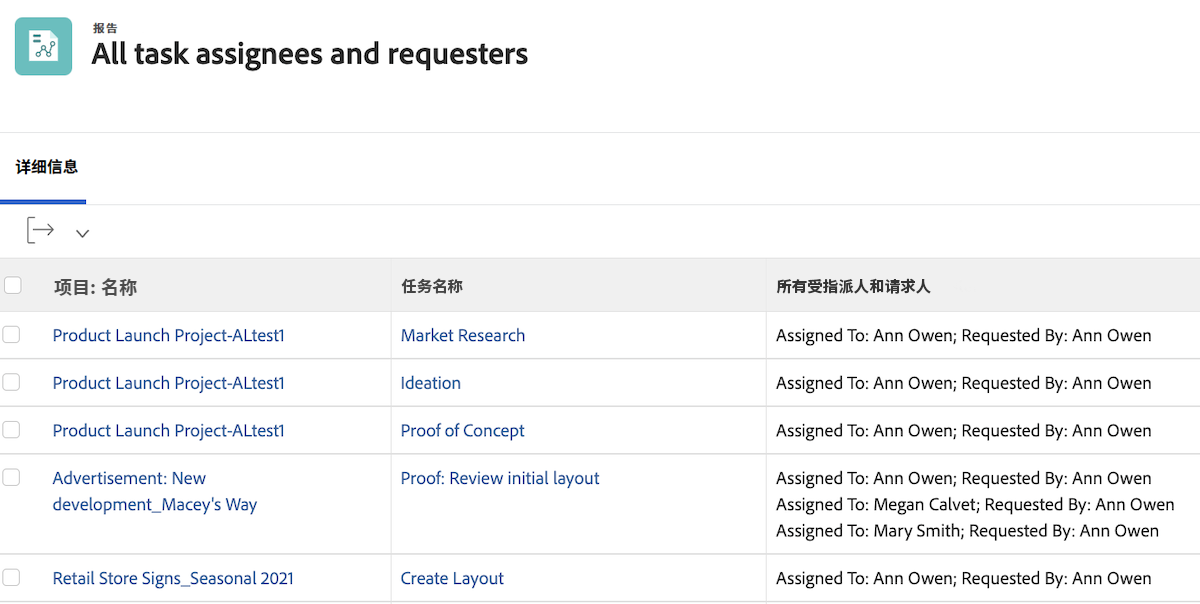 报告
All task assignees and requesters
详细信息
项目: 名称
任务名称
所有受指派人和请求人
Product Launch Project-ALtest1
Market Research
Assigned To: Ann Owen; Requested By: Ann Owen
Product Launch Project-ALtest1
Ideation
Assigned To: Ann Owen; Requested By: Ann Owen
Product Launch Project-ALtest1
Proof of Concept
Assigned To: Ann Owen; Requested By: Ann Owen
Advertisement: New
development_Macey's Way
Proof: Review initial layout
Assigned To: Ann Owen; Requested By: Ann Owen
Assigned To: Megan Calvet; Requested By: Ann Owen
Assigned To: Mary Smith; Requested By: Ann Owen
Retail Store Signs_Seasonal 2021
Create Layout
Assigned To: Ann Owen; Requested By: Ann Owen